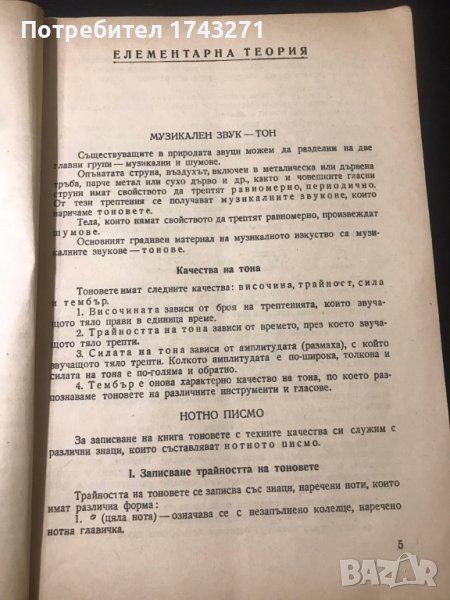 Потребител 1743271
ЕЛЕМЕНТАРНА ТЕОРИЯ
МУЗИКАЛЕН ЗВУК — ТОН
Съществуващите в природата звуци можем да разделим на две
главни групи — музикални и шумове.
Опъватата струна, въздухът, включен в металическа или дървена
тръба, парче метал или сухо дърво и др., както и човешките гласни
струни имат свойството да трептят равномерно, периодично.
От тези трептения се получават музикалните звукове, които
наричаме тоновете.
Тела, които нямат свойството да трептят равномерно, произвеждат
шумове.
Основният градивен материал на музикалното изкуство са музи-
калните звукове — тонове.
Качества на тона
Тоновете имат следните качества: височина, трайност, сила
и тембър.
1. Височината зависи от броя на трептенията, които звуча-
щото тяло прави в единица време.
2. Трайността на тона зависи от времето, през което звуча-
щото тяло трепти.
3. Силата на тона зависи от амплитудата (размаха), с който
звучащото тяло трепти. Колкото амплитудата е по-широка, толкова и
силата на тона е по-голяма и обратно.
4. Тембър е онова характерно качество на тона, по което раз-
познаваме тоновете на различните инструменти и гласове.
НОТНО ПИСМО
За записване на книга тоновете с техните качества си служим с
различни знаци, които съставляват нотното писмо.
I. Записване трайността на тоновете
Трайността на тоновете се записва със знаци, наречени ноти, които
имат различна форма:
1. (цяла нота) — означава се с незапълнено колелце, наречено
нотна главичка.
5
BAZAR.bg